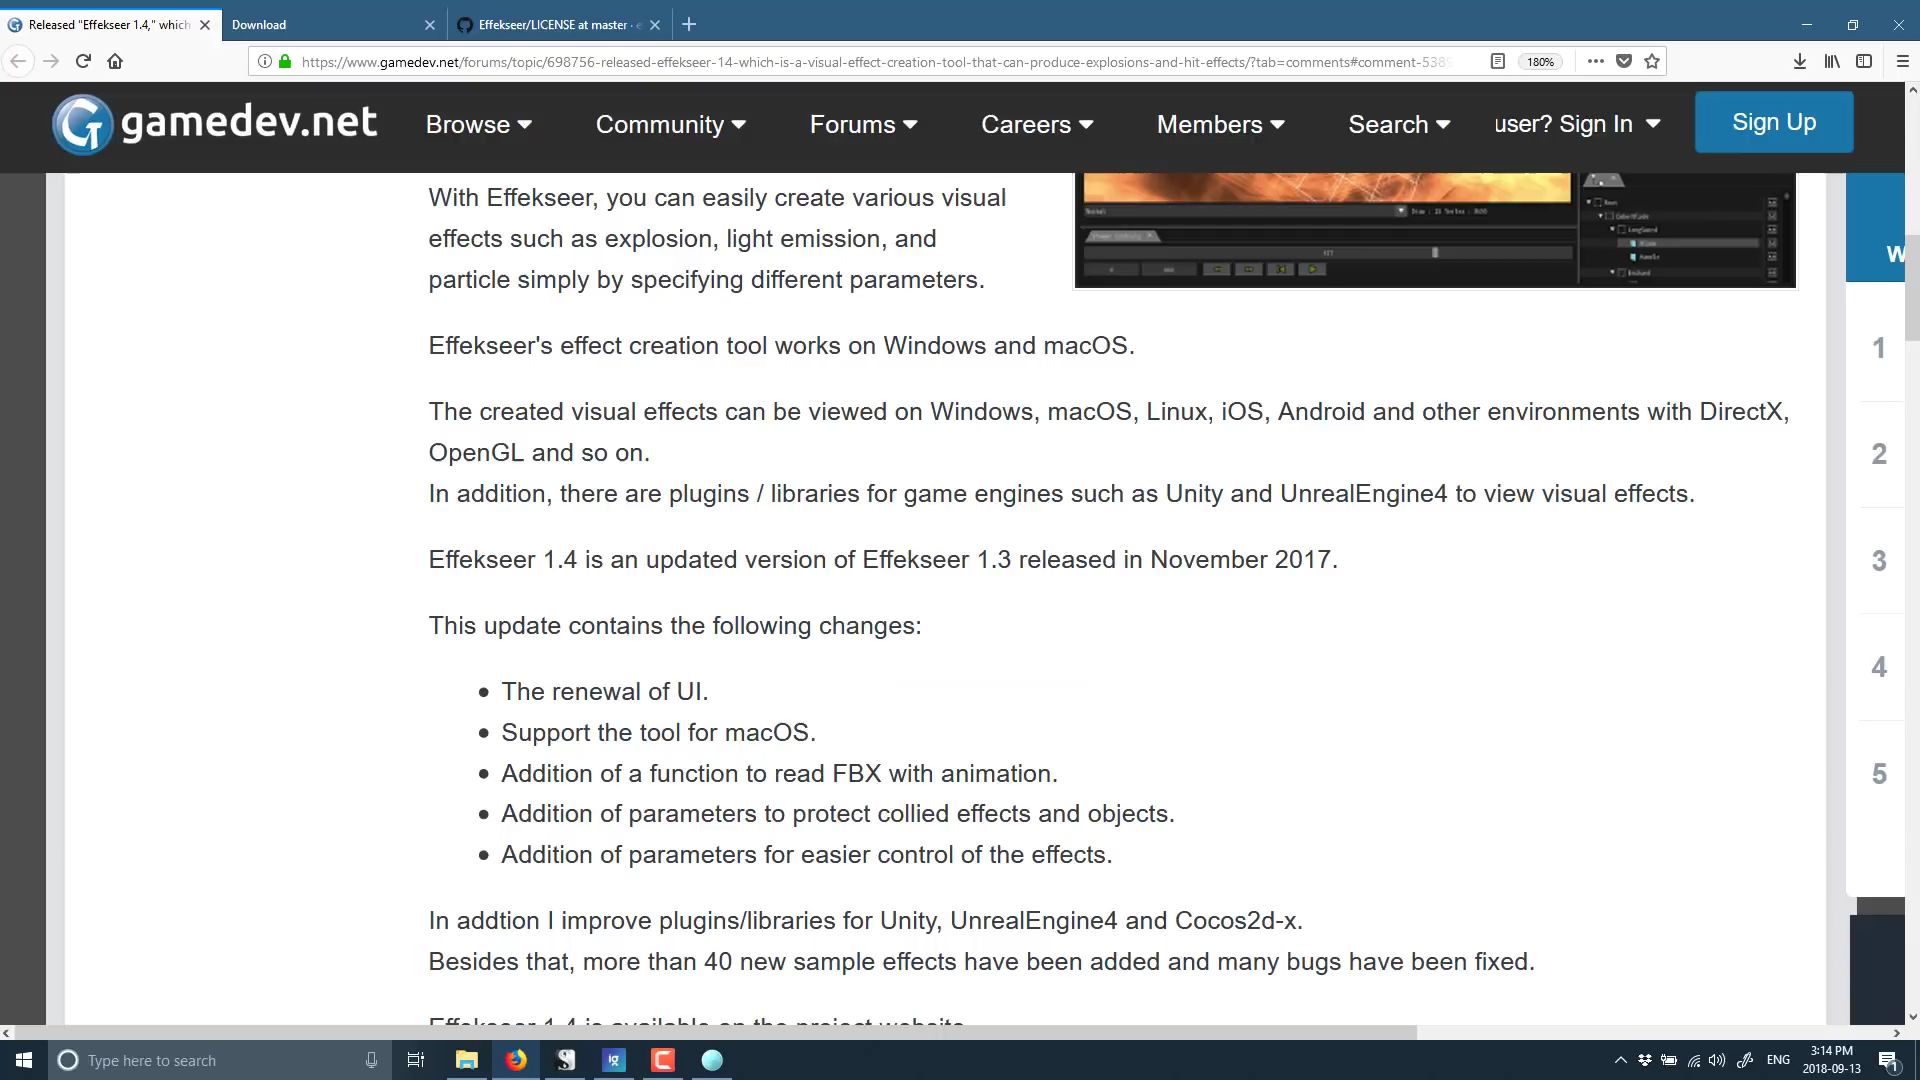 Released "Effekseer 1.4," which
Download
Effekseer/LICENSE at master ·
https://www.gamedev.net/forums/topic/698756-released-effekseer-14-which-is-a-visual-effect-creation-tool-that-can-produce-explosions-and-hit-effects/?tab=comments#comment-5389
180%
gamedev.net
Browse
Community
Forums
Careers
Members
Search
user? Sign In
Sign Up
With Effekseer, you can easily create various visual
effects such as explosion, light emission, and
particle simply by specifying different parameters.
Effekseer's effect creation tool works on Windows and macOS.
The created visual effects can be viewed on Windows, macOS, Linux, iOS, Android and other environments with DirectX,
OpenGL and so on.
In addition, there are plugins / libraries for game engines such as Unity and UnrealEngine4 to view visual effects.
Effekseer 1.4 is an updated version of Effekseer 1.3 released in November 2017.
This update contains the following changes:
• The renewal of UI.
• Support the tool for macOS.
• Addition of a function to read FBX with animation.
• Addition of parameters to protect collied effects and objects.
• Addition of parameters for easier control of the effects.
In addtion I improve plugins/libraries for Unity, UnrealEngine4 and Cocos2d-x.
Besides that, more than 40 new sample effects have been added and many bugs have been fixed.
Effekseer 1.4 is available on the project website.
W
1
2
3
4
5
Type here to search
ENG
3:14 PM
2018-09-13
1